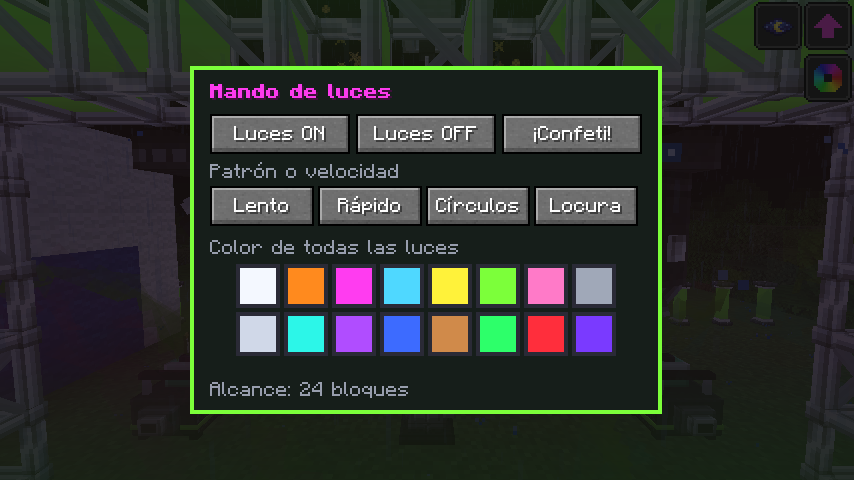 Mando de luces
Luces ON Luces OFF ¡Confeti!
Patrón o velocidad
Lento Rápido Círculos Locura
Color de todas las luces
Alcance: 24 bloques